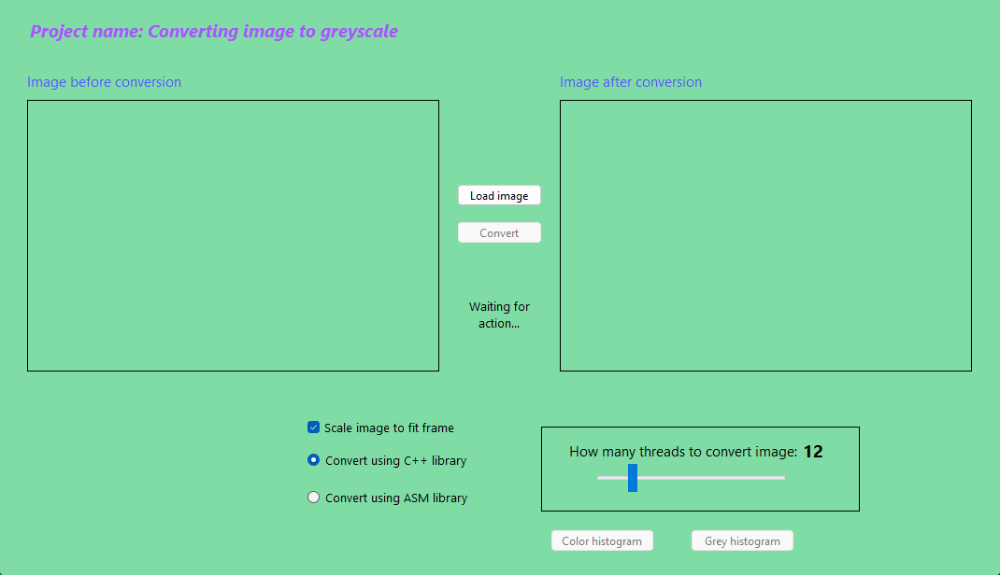 Project name: Converting image to greyscale
Image before conversion
Image after conversion
Load image
Convert
Waiting for
action...
Scale image to fit frame
Convert using C++ library
Convert using ASM library
How many threads to convert image: 12
Color histogram
Grey histogram